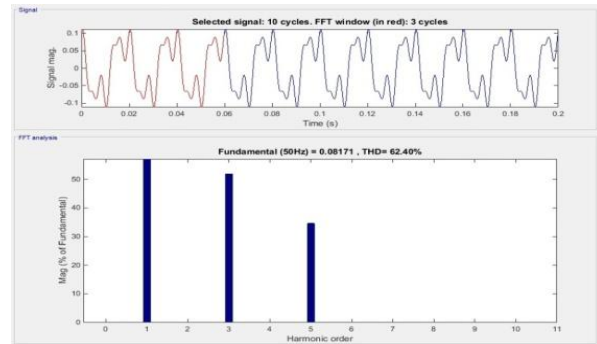 Signal
Selected signal: 10 cycles. FFT window (in red): 3 cycles
0.1
0.05
0
-0.05
-0.1
Signal mag.
0 0.02 0.04 0.06 0.08 0.1 0.12 0.14 0.16 0.18 0.2
Time (s)
FFT analysis
Fundamental (50Hz) = 0.08171 , THD= 62.40%
50
40
30
20
10
0
Mag (% of Fundamental)
0 1 2 3 4 5 6 7 8 9 10 11
Harmonic order